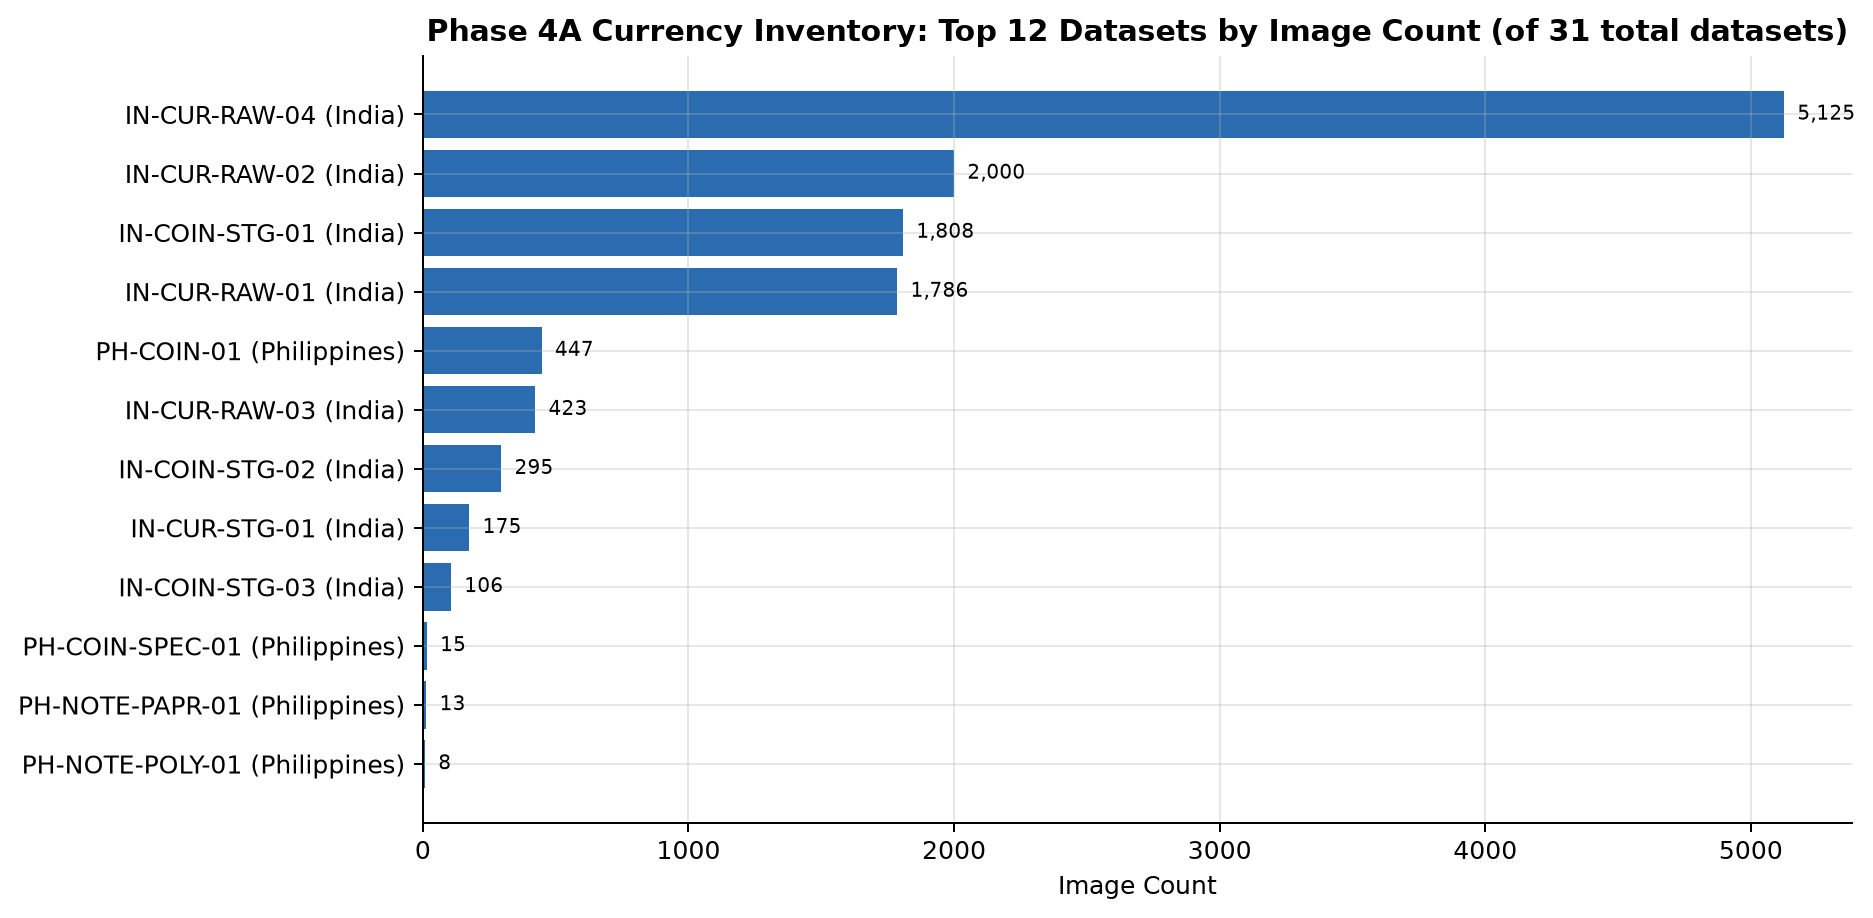 Phase 4A Currency Inventory: Top 12 Datasets by Image Count (of 31 total datasets)
IN-CUR-RAW-04 (India) 5,125
IN-CUR-RAW-02 (India) 2,000
IN-COIN-STG-01 (India) 1,808
IN-CUR-RAW-01 (India) 1,786
PH-COIN-01 (Philippines) 447
IN-CUR-RAW-03 (India) 423
IN-COIN-STG-02 (India) 295
IN-CUR-STG-01 (India) 175
IN-COIN-STG-03 (India) 106
PH-COIN-SPEC-01 (Philippines) 15
PH-NOTE-PAPR-01 (Philippines) 13
PH-NOTE-POLY-01 (Philippines) 8
0 1000 2000 3000 4000 5000
Image Count